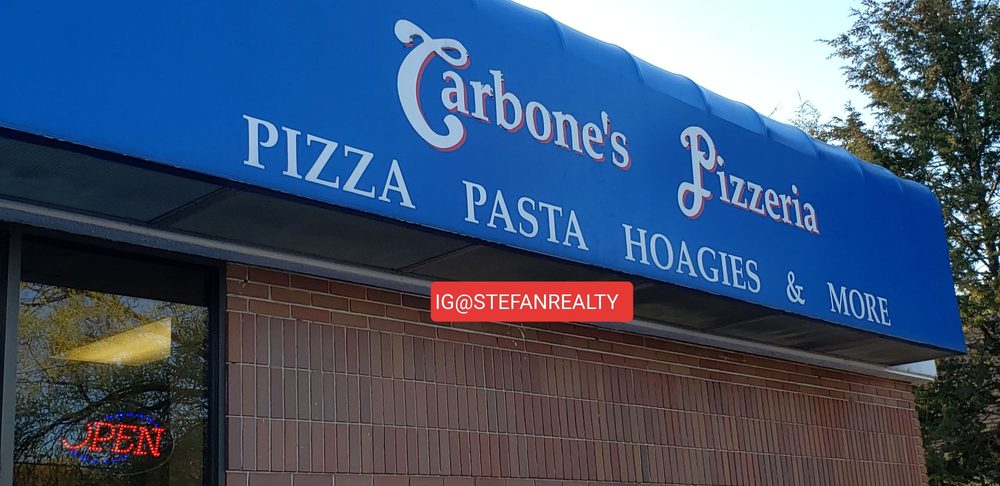 Carbone's Pizzeria
PIZZA PASTA HOAGIES & MORE
IG@STEFANREALTY
OPEN